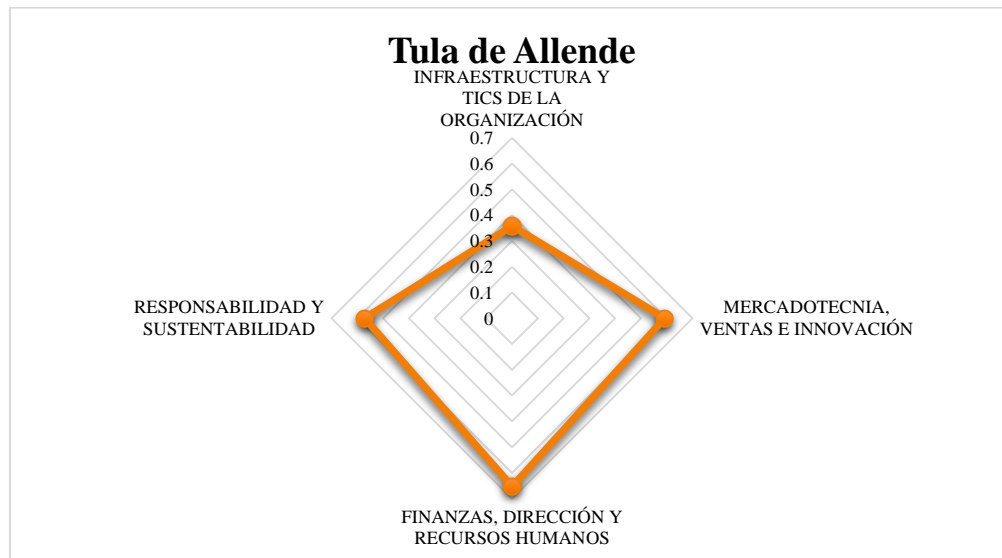 Tula de Allende
INFRAESTRUCTURA Y
TICS DE LA
ORGANIZACIÓN
0.7
0.6
0.5
0.4
0.3
0.2
0.1
0
RESPONSABILIDAD Y
SUSTENTABILIDAD
MERCADOTECNIA,
VENTAS E INNOVACIÓN
FINANZAS, DIRECCIÓN Y
RECURSOS HUMANOS